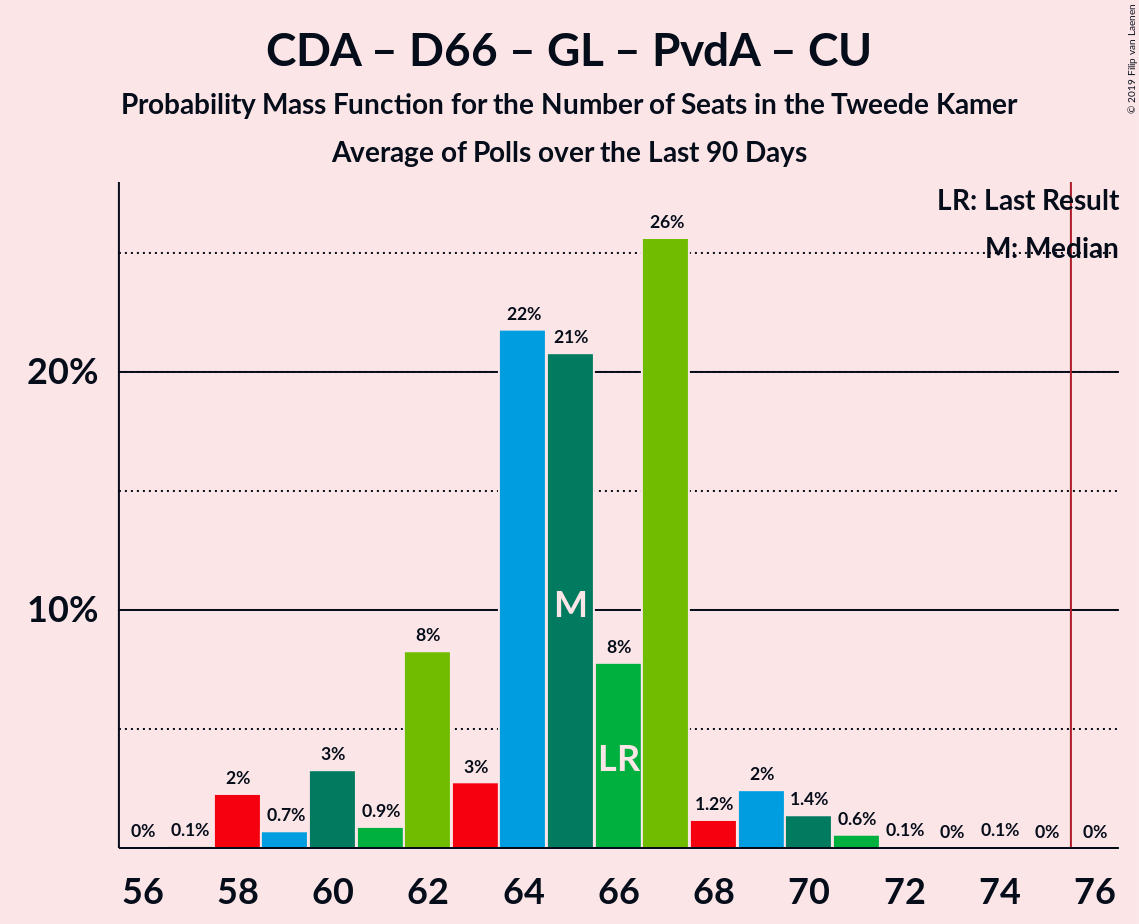 CDA – D66 – GL – PvdA – CU
Probability Mass Function for the Number of Seats in the Tweede Kamer
Average of Polls over the Last 90 Days
© 2019 Filip van Laenen
LR: Last Result
M: Median
26%
22%
21%
20%
10%
M
8%
8%
LR
3%
3%
2%
2%
0%
0.1%
0.7%
0.9%
1.2%
1.4%
0.6%
0.1%
0%
0.1%
0%
0%
56 58 60 62 64 66 68 70 72 74 76